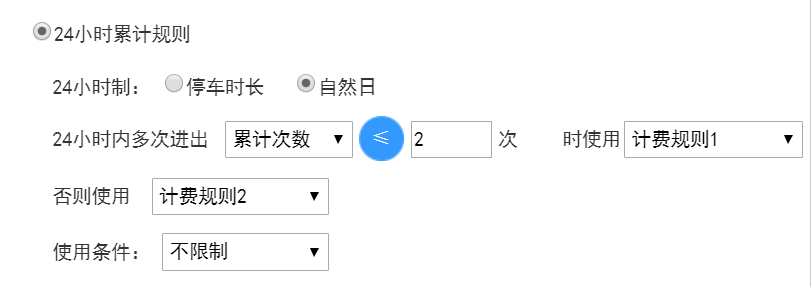 24小时累计规则
24小时制： 停车时长 自然日
24小时内多次进出 累计次数 ≤ 2 次 时使用 计费规则1
否则使用 计费规则2
使用条件： 不限制